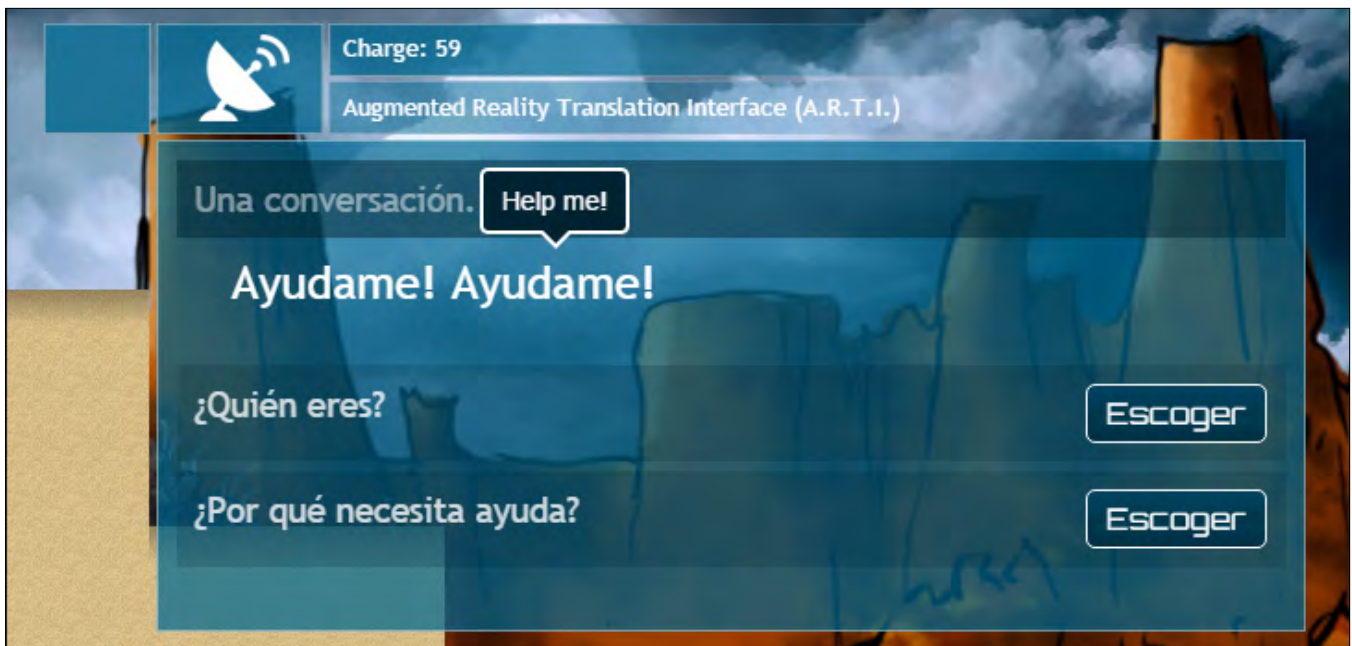 Charge: 59
Augmented Reality Translation Interface (A.R.T.I.)
Una conversación.
Help me!
Ayudame! Ayudame!
¿Quién eres?
Escoger
¿Por qué necesita ayuda?
Escoger